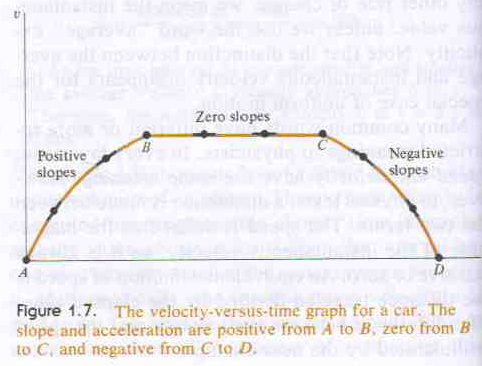 v
Zero slopes
B
C
Positive
slopes
Negative
slopes
A
D
Figure 1.7. The velocity-versus-time graph for a car. The
slope and acceleration are positive from A to B, zero from B
to C, and negative from C to D.